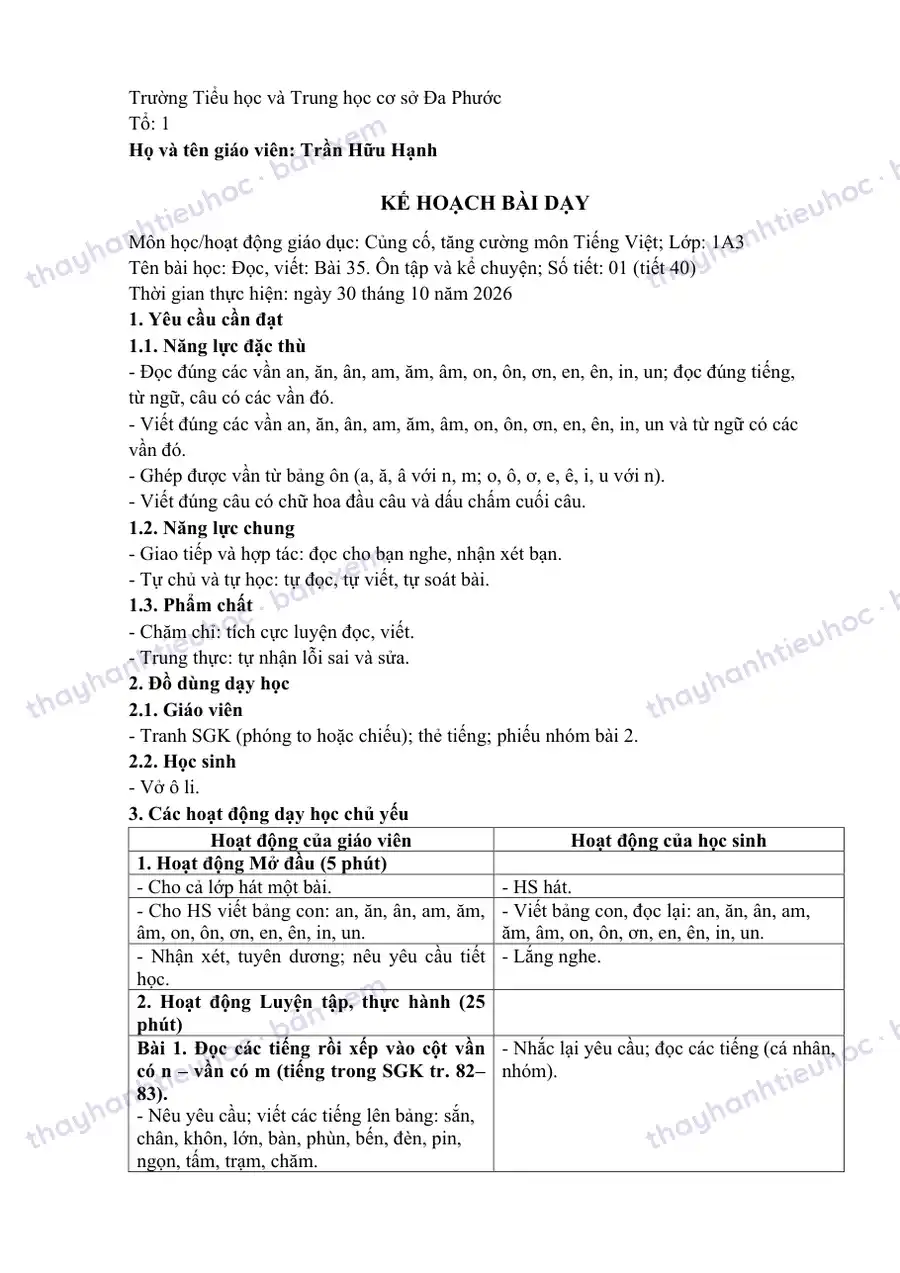 Trường Tiểu học và Trung học cơ sở Đa Phước
Tổ: 1
Họ và tên giáo viên: Trần Hữu Hạnh
KẾ HOẠCH BÀI DẠY
Môn học/hoạt động giáo dục: Củng cố, tăng cường môn Tiếng Việt; Lớp: 1A3
Tên bài học: Đọc, viết: Bài 35. Ôn tập và kể chuyện; Số tiết: 01 (tiết 40)
Thời gian thực hiện: ngày 30 tháng 10 năm 2026
1. Yêu cầu cần đạt
1.1. Năng lực đặc thù
- Đọc đúng các vần an, ăn, ân, am, ăm, âm, on, ôn, ơn, en, ên, in, un; đọc đúng tiếng,
từ ngữ, câu có các vần đó.
- Viết đúng các vần an, ăn, ân, am, ăm, âm, on, ôn, ơn, en, ên, in, un và từ ngữ có các
vần đó.
- Ghép được vần từ bảng ôn (a, ă, â với n, m; o, ô, ơ, e, ê, i, u với n).
- Viết đúng câu có chữ hoa đầu câu và dấu chấm cuối câu.
1.2. Năng lực chung
- Giao tiếp và hợp tác: đọc cho bạn nghe, nhận xét bạn.
- Tự chủ và tự học: tự đọc, tự viết, tự soát bài.
1.3. Phẩm chất
- Chăm chỉ: tích cực luyện đọc, viết.
- Trung thực: tự nhận lỗi sai và sửa.
2. Đồ dùng dạy học
2.1. Giáo viên
- Tranh SGK (phóng to hoặc chiếu); thẻ tiếng; phiếu nhóm bài 2.
2.2. Học sinh
- Vở ô li.
3. Các hoạt động dạy học chủ yếu
Hoạt động của giáo viên
Hoạt động của học sinh
1. Hoạt động Mở đầu (5 phút)
- Cho cả lớp hát một bài.
- HS hát.
- Cho HS viết bảng con: an, ăn, ân, am, ăm,
âm, on, ôn, ơn, en, ên, in, un.
- Viết bảng con, đọc lại: an, ăn, ân, am,
ăm, âm, on, ôn, ơn, en, ên, in, un.
- Nhận xét, tuyên dương; nêu yêu cầu tiết
học.
- Lắng nghe.
2. Hoạt động Luyện tập, thực hành (25
phút)
Bài 1. Đọc các tiếng rồi xếp vào cột vần
có n – vần có m (tiếng trong SGK tr. 82–
83).
- Nêu yêu cầu; viết các tiếng lên bảng: sắn,
chân, khôn, lớn, bàn, phùn, bến, đèn, pin,
ngọn, tấm, trạm, chăm.
- Nhắc lại yêu cầu; đọc các tiếng (cá nhân,
nhóm).
thayhanhtieuhoc · bản xem
thayhanhtieuhoc · b
thayhanhtieuhoc · bản xem
thayhanhtieuhoc · b
thayhanhtieuhoc · bản xem
thayhanhtieuhoc · b